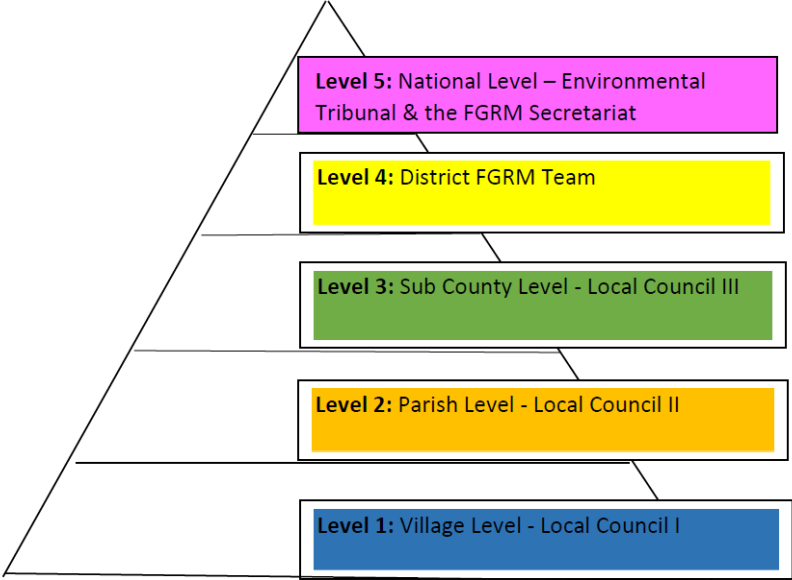 Level 5: National Level – Environmental
Tribunal & the FGRM Secretariat
Level 4: District FGRM Team
Level 3: Sub County Level - Local Council III
Level 2: Parish Level - Local Council II
Level 1: Village Level - Local Council I